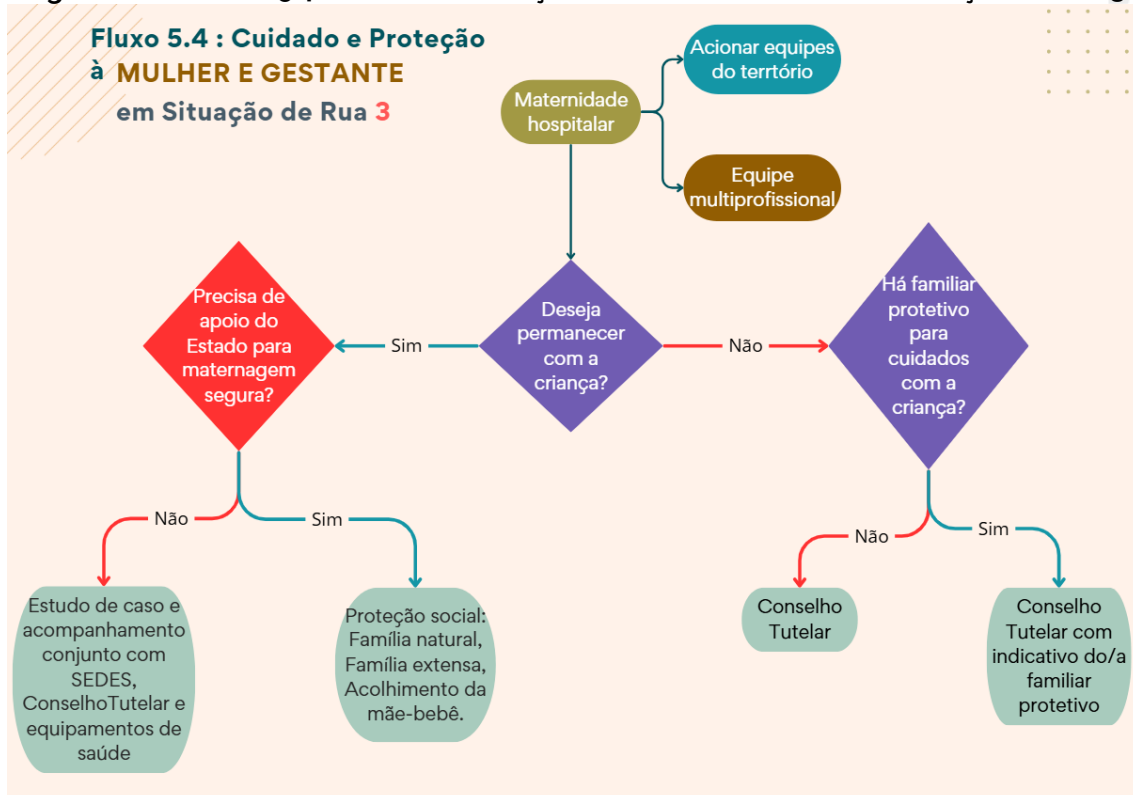 Fluxo 5.4 : Cuidado e Proteção
à MULHER E GESTANTE
em Situação de Rua 3
Acionar equipes
do terrtório
Maternidade
hospitalar
Equipe
multiprofissional
Precisa de
apoio do
Estado para
maternagem
segura?
Sim
Deseja
permanecer
com a
criança?
Não
Há familiar
protetivo
para
cuidados
com a
criança?
Não
Sim
Não
Sim
Estudo de caso e
acompanhamento
conjunto com
SEDES,
ConselhoTutelar e
equipamentos de
saúde
Proteção social:
Família natural,
Família extensa,
Acolhimento da
mãe-bebê.
Conselho
Tutelar
Conselho
Tutelar com
indicativo do/a
familiar
protetivo